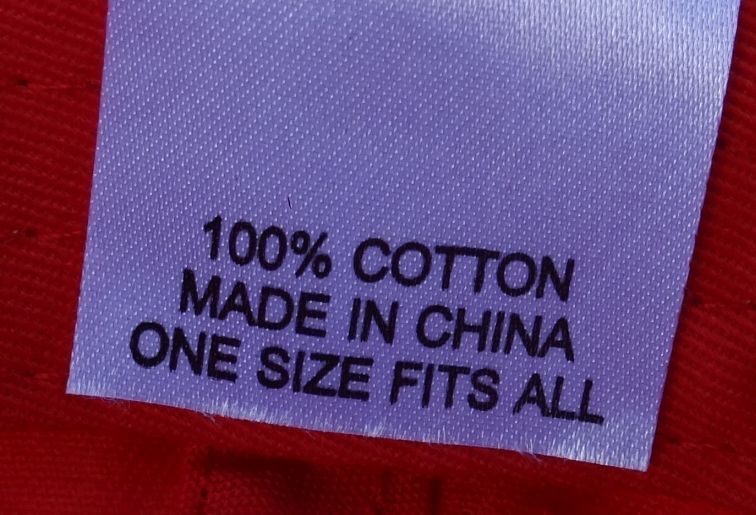 100% COTTON
MADE IN CHINA
ONE SIZE FITS ALL